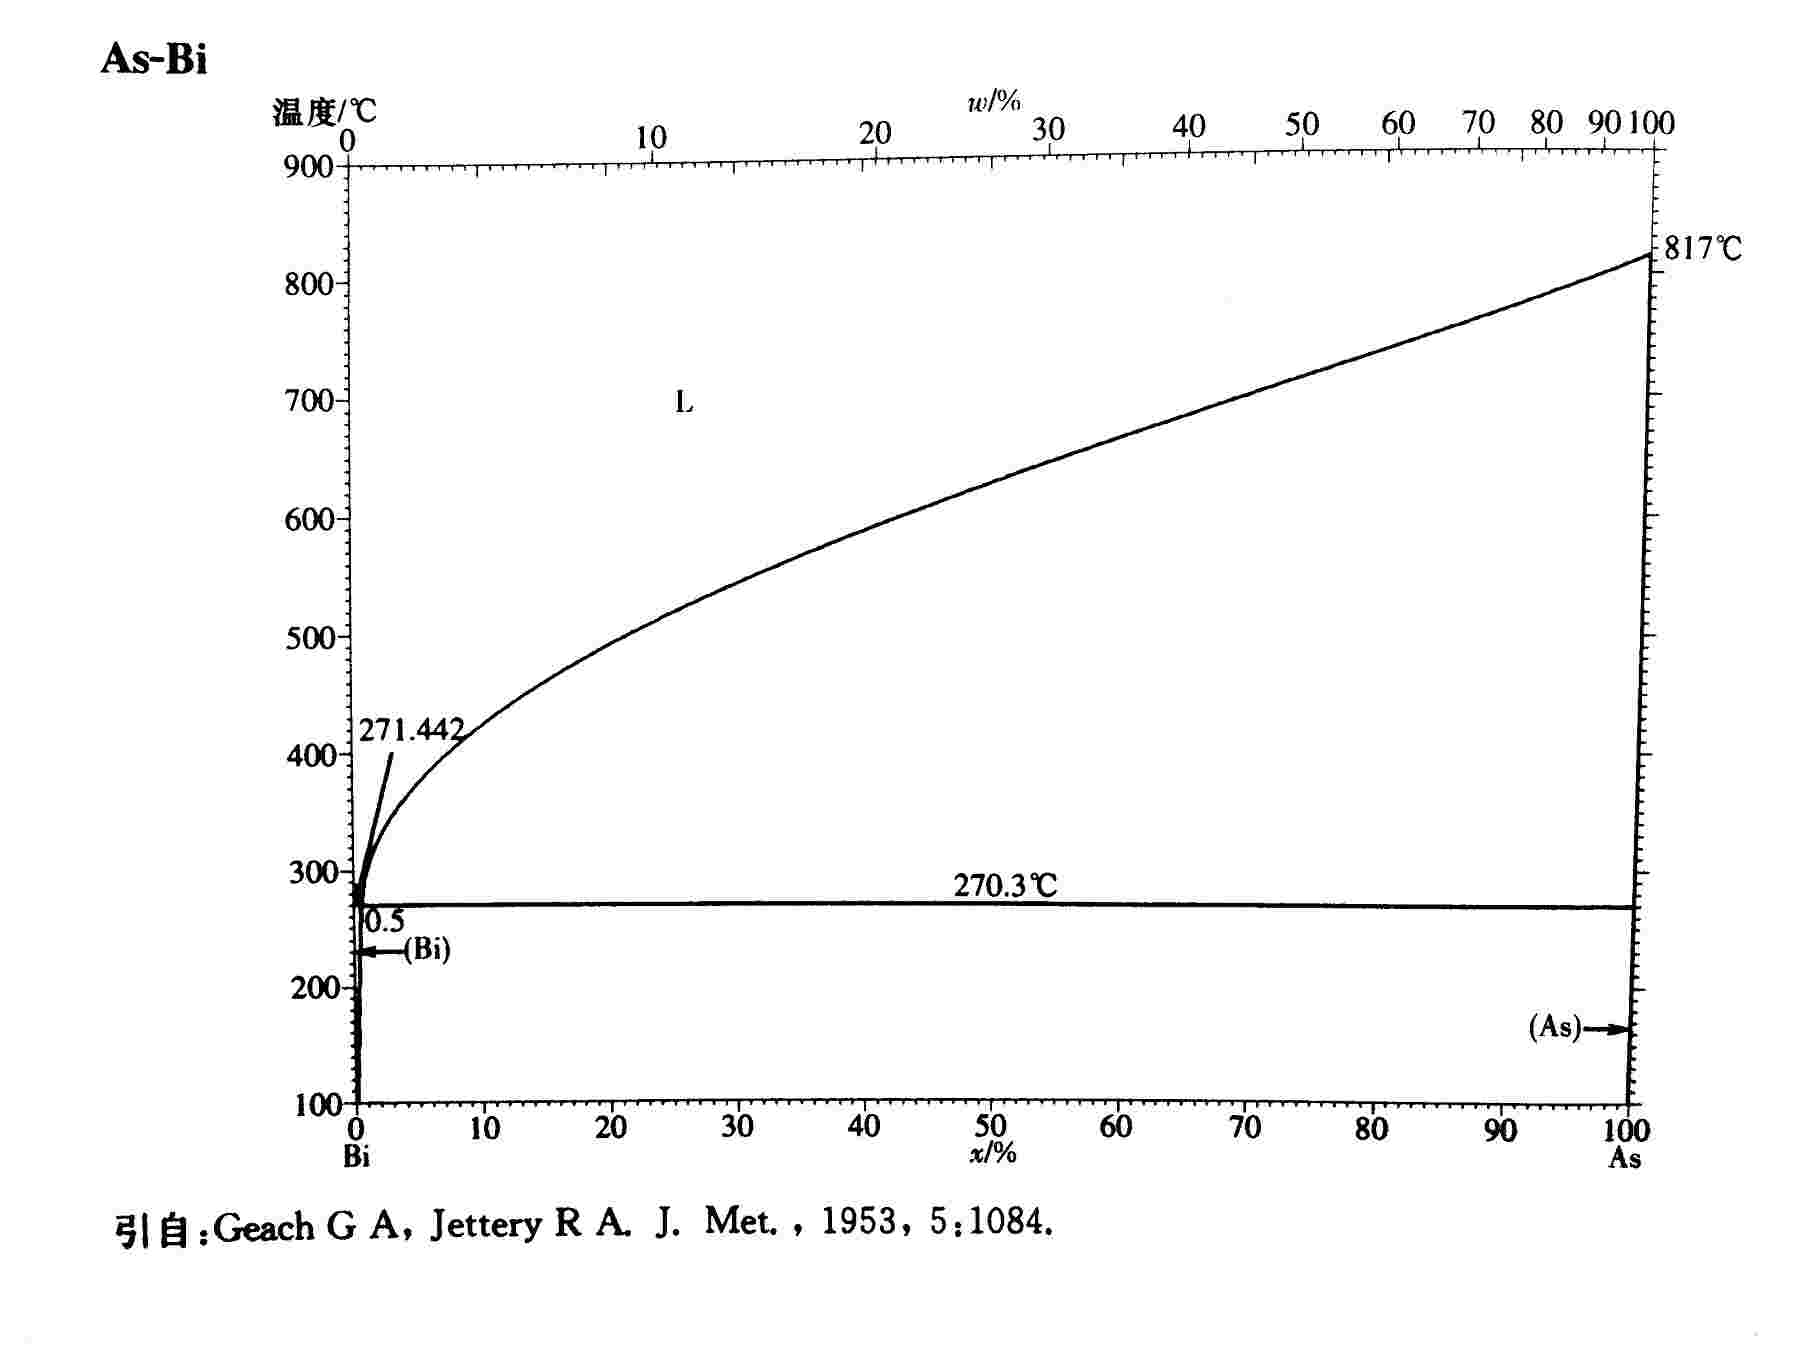 As-Bi
w/%
温度/℃
0 10 20 30 40 50 60 70 80 90 100
900
817℃
800
700
L
600
500
271.442
400
300
270.3℃
0.5
(Bi)
200
(As)
100
0 10 20 30 40 50 60 70 80 90 100
Bi x/% As
引自:Geach G A, Jettery R A. J. Met., 1953, 5:1084.